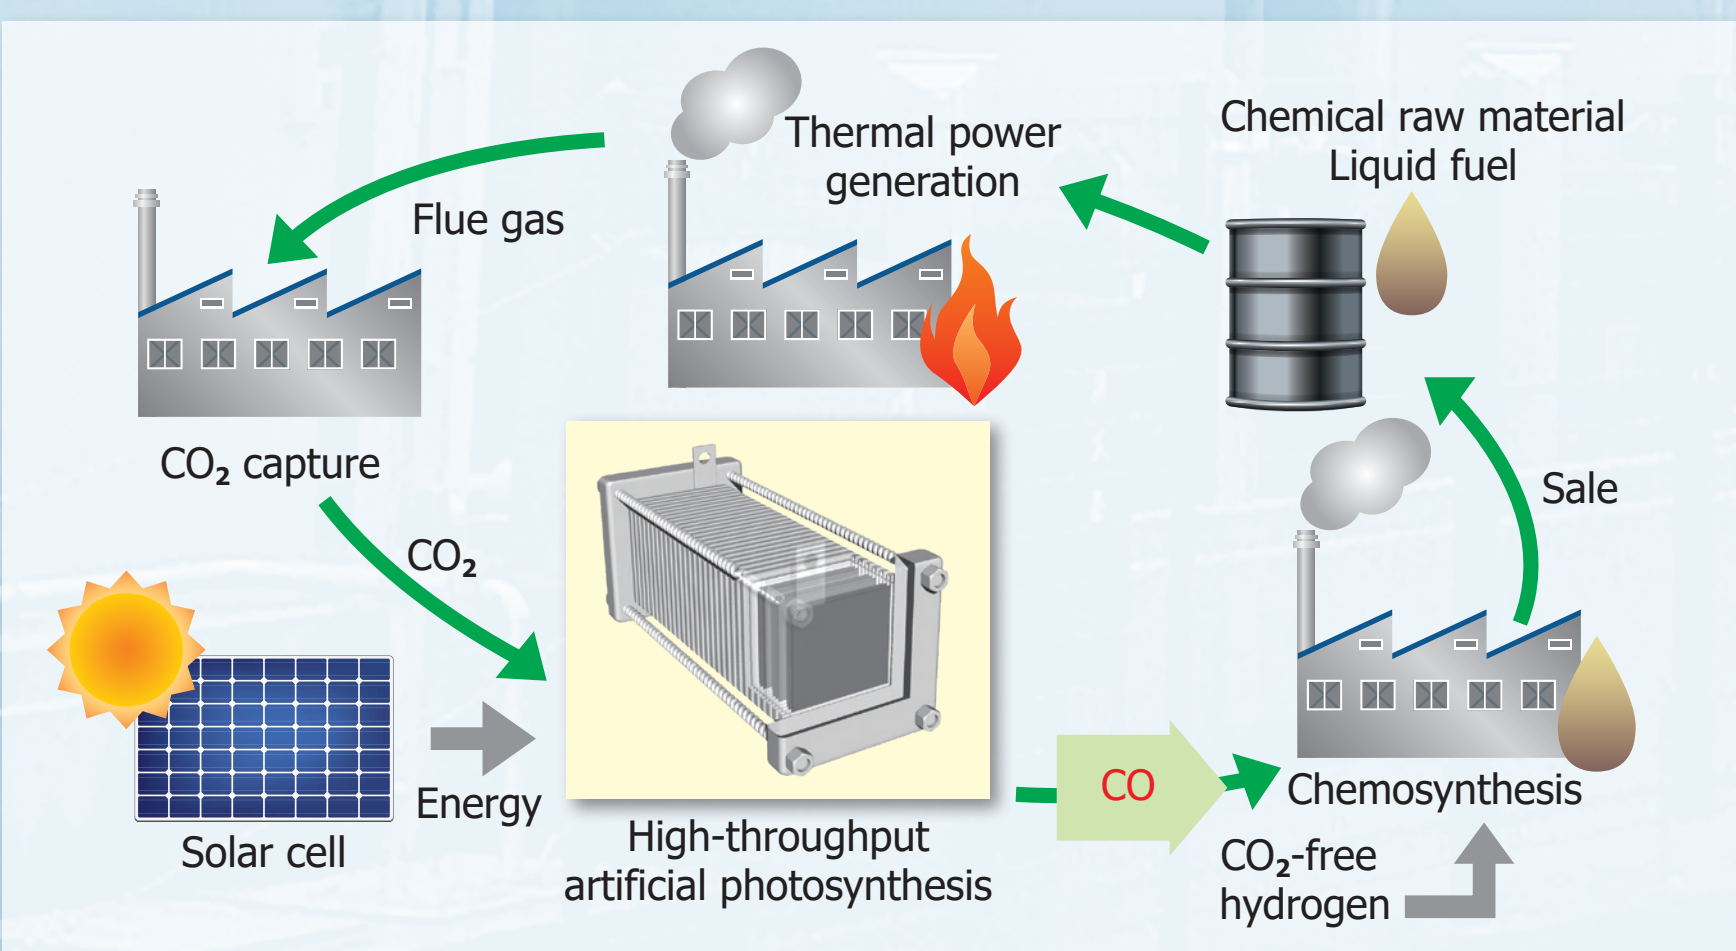 Thermal power
generation
Chemical raw material
Liquid fuel
Flue gas
CO₂ capture
Sale
CO₂
Energy
CO
Chemosynthesis
Solar cell
High-throughput
artificial photosynthesis
CO₂-free
hydrogen